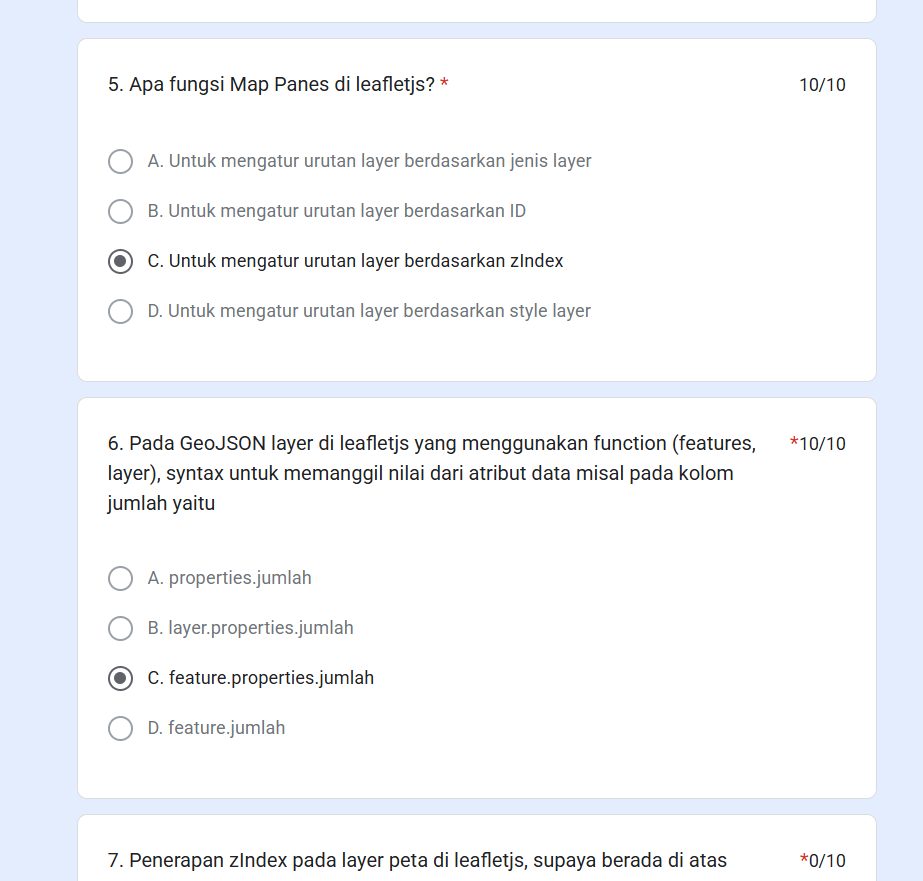 5. Apa fungsi Map Panes di leafletjs? * 10/10
A. Untuk mengatur urutan layer berdasarkan jenis layer
B. Untuk mengatur urutan layer berdasarkan ID
C. Untuk mengatur urutan layer berdasarkan zIndex
D. Untuk mengatur urutan layer berdasarkan style layer
6. Pada GeoJSON layer di leafletjs yang menggunakan function (features, *10/10
layer), syntax untuk memanggil nilai dari atribut data misal pada kolom
jumlah yaitu
A. properties.jumlah
B. layer.properties.jumlah
C. feature.properties.jumlah
D. feature.jumlah
7. Penerapan zIndex pada layer peta di leafletjs, supaya berada di atas *0/10